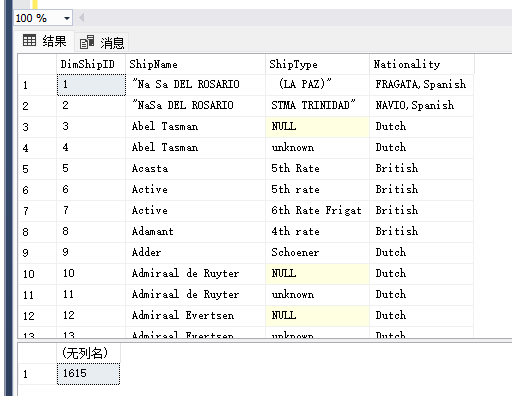 100 %
结果 消息
DimShipID ShipName ShipType Nationality
1 1 "Na Sa DEL ROSARIO (LA PAZ)" FRAGATA,Spanish
2 2 "NaSa DEL ROSARIO STMA TRINIDAD" NAVIO,Spanish
3 3 Abel Tasman NULL Dutch
4 4 Abel Tasman unknown Dutch
5 5 Acasta 5th Rate British
6 6 Active 5th rate British
7 7 Active 6th Rate Frigat British
8 8 Adamant 4th rate British
9 9 Adder Schoener Dutch
10 10 Admiraal de Ruyter NULL Dutch
11 11 Admiraal de Ruyter unknown Dutch
12 12 Admiraal Evertsen NULL Dutch
13 13 Admiraal Evertsen unknown Dutch
(无列名)
1 1615